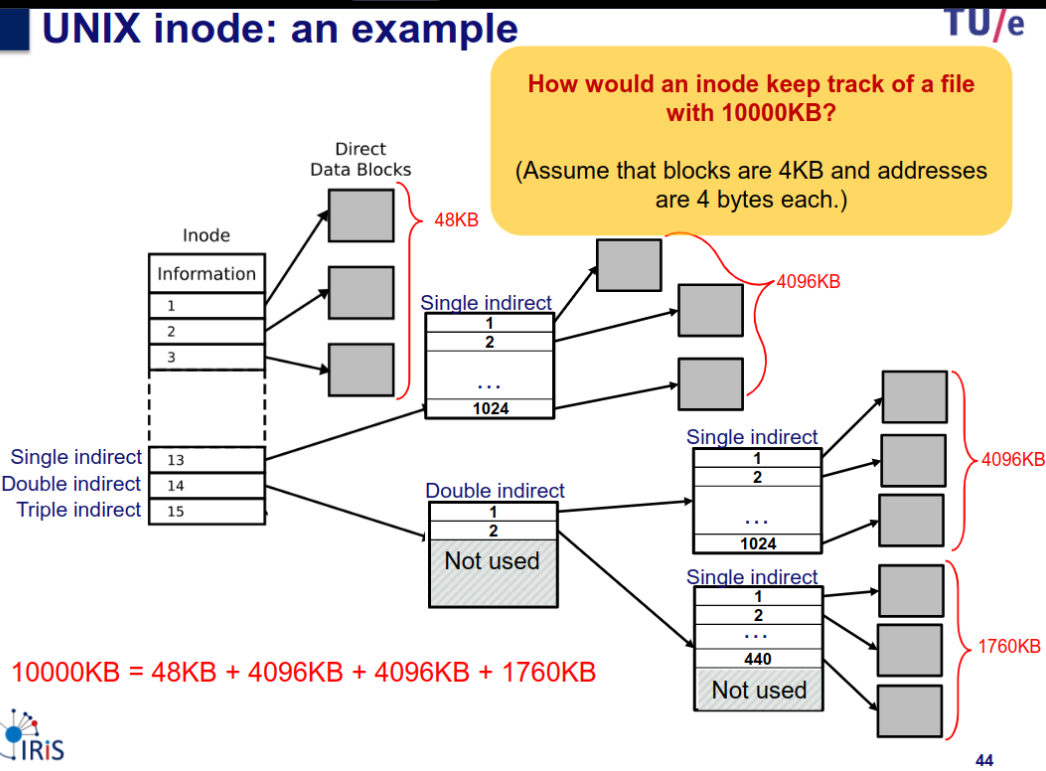 UNIX inode: an example
TU/e
How would an inode keep track of a file
with 10000KB?
(Assume that blocks are 4KB and addresses
are 4 bytes each.)
Direct
Data Blocks
48KB
Inode
Information
1
2
3
Single indirect
13
Double indirect
14
Triple indirect
15
Single indirect
1
2
...
1024
4096KB
Double indirect
1
2
Not used
Single indirect
1
2
...
1024
4096KB
Single indirect
1
2
...
440
Not used
1760KB
10000KB = 48KB + 4096KB + 4096KB + 1760KB
IRiS
44